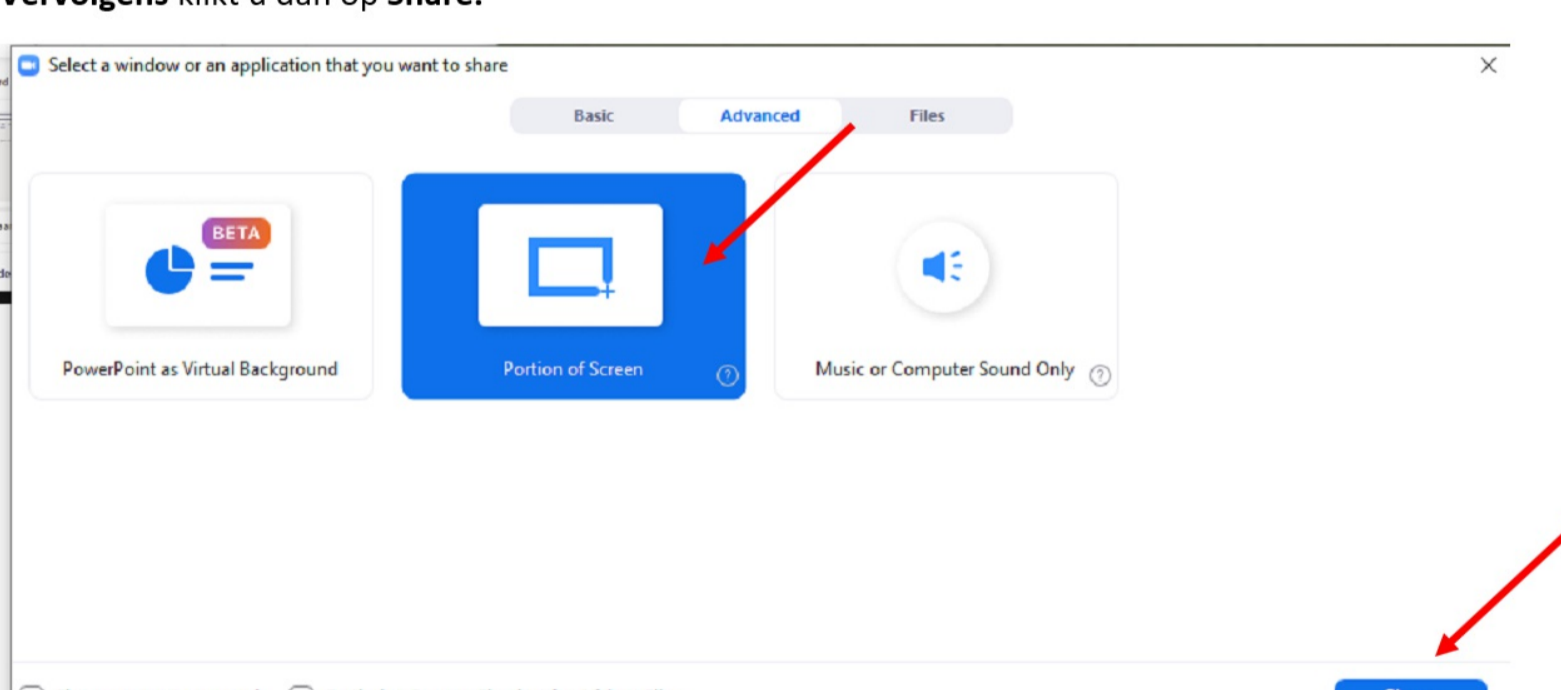 Vervolgens klikt u dan op Share.
Select a window or an application that you want to share
Basic Advanced Files
BETA
PowerPoint as Virtual Background
Portion of Screen
Music or Computer Sound Only